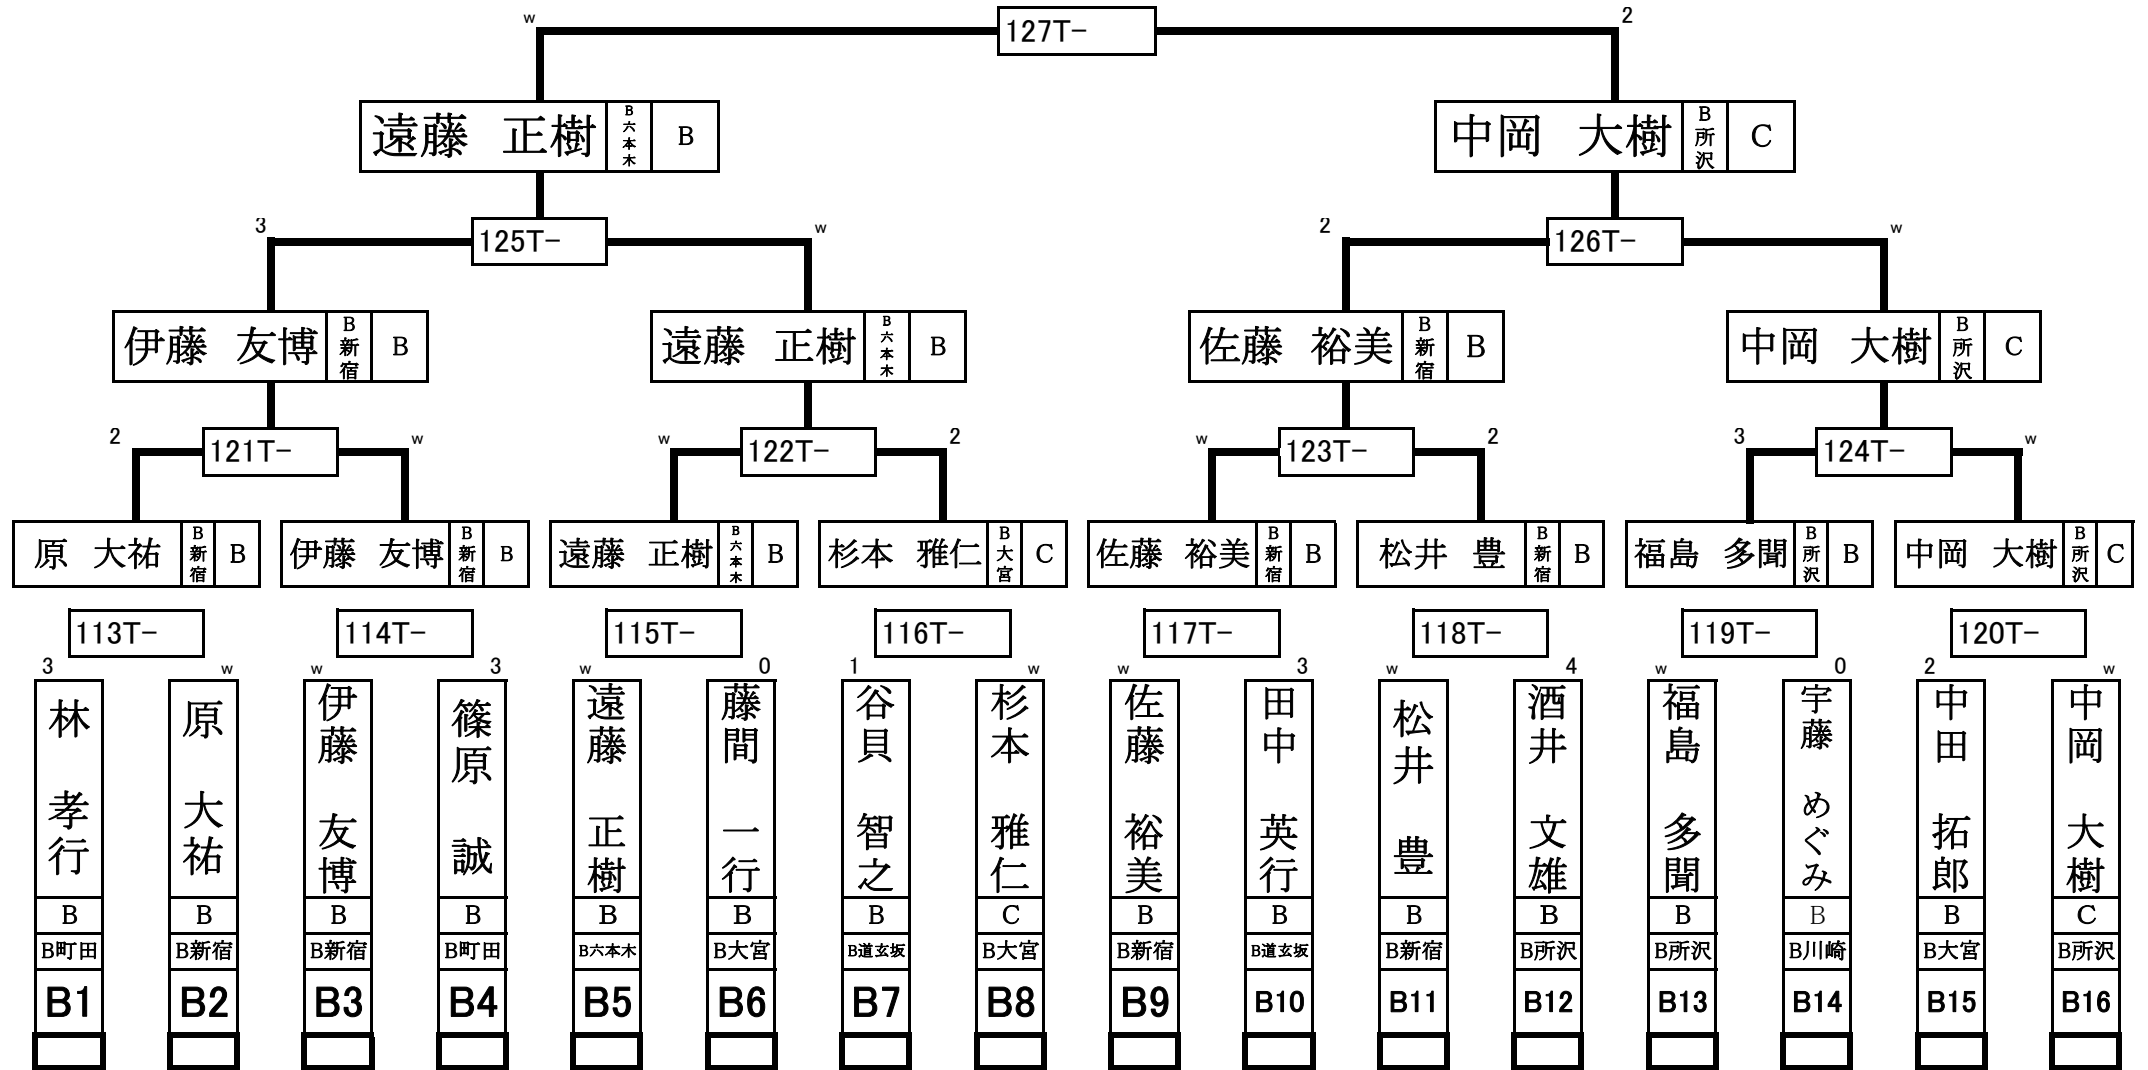 w 127T- 2
遠藤 正樹 B六本木 B 中岡 大樹 B所沢 C
3 125T- w 2 126T- w
伊藤 友博 B新宿 B 遠藤 正樹 B六本木 B 佐藤 裕美 B新宿 B 中岡 大樹 B所沢 C
2 121T- w w 122T- 2 w 123T- 2 3 124T- w
原 大祐 B新宿 B 伊藤 友博 B新宿 B 遠藤 正樹 B六本木 B 杉本 雅仁 B大宮 C 佐藤 裕美 B新宿 B 松井 豊 B新宿 B 福島 多聞 B所沢 B 中岡 大樹 B所沢 C
113T- 114T- 115T- 116T- 117T- 118T- 119T- 120T-
3 w w 3 w 0 1 w w 3 w 4 w 0 2 w
林 孝行 原 大祐 伊藤 友博 篠原 誠 遠藤 正樹 藤間 一行 谷貝 智之 杉本 雅仁 佐藤 裕美 田中 英行 松井 豊 酒井 文雄 福島 多聞 宇藤 めぐみ 中田 拓郎 中岡 大樹
B B B B B B B C B B B B B B B C
B町田 B新宿 B新宿 B町田 B六本木 B大宮 B道玄坂 B大宮 B新宿 B道玄坂 B新宿 B所沢 B所沢 B川崎 B大宮 B所沢
B1 B2 B3 B4 B5 B6 B7 B8 B9 B10 B11 B12 B13 B14 B15 B16